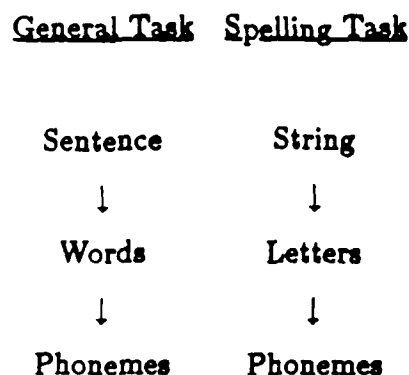 General Task Spelling Task
Sentence String
↓ ↓
Words Letters
↓ ↓
Phonemes Phonemes